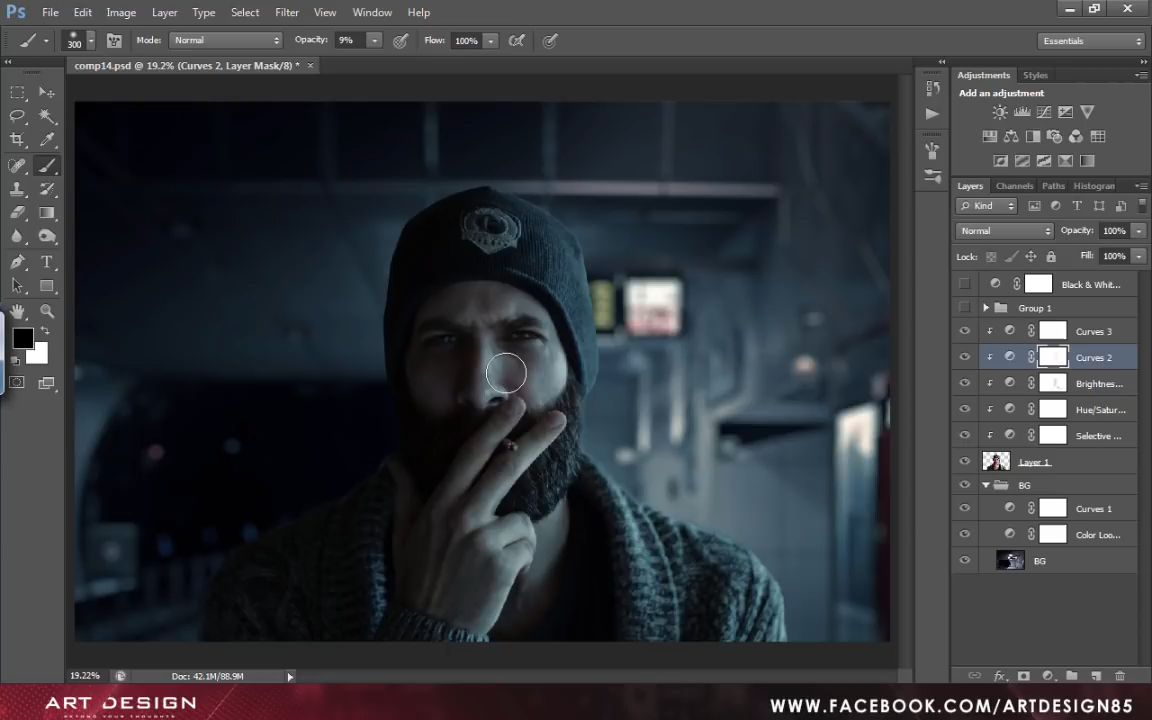 Ps File Edit Image Layer Type Select Filter View Window Help
300 Mode: Normal Opacity: 9% Flow: 100% Essentials
comp14.psd @ 19.2% (Curves 2, Layer Mask/8) * ×
Adjustments Styles
Add an adjustment
Layers Channels Paths Histogran
Kind
Normal Opacity: 100%
Lock: Fill: 100%
Black & Whit...
Group 1
Curves 3
Curves 2
Brightnes...
Hue/Satur...
Selective ...
Layer 1
BG
Curves 1
Color Loo...
BG
19.22% Doc: 42.1M/88.9M
ART DESIGN
BEYOND YOUR THOUGHTS
WWW.FACEBOOK.COM/ARTDESIGN85